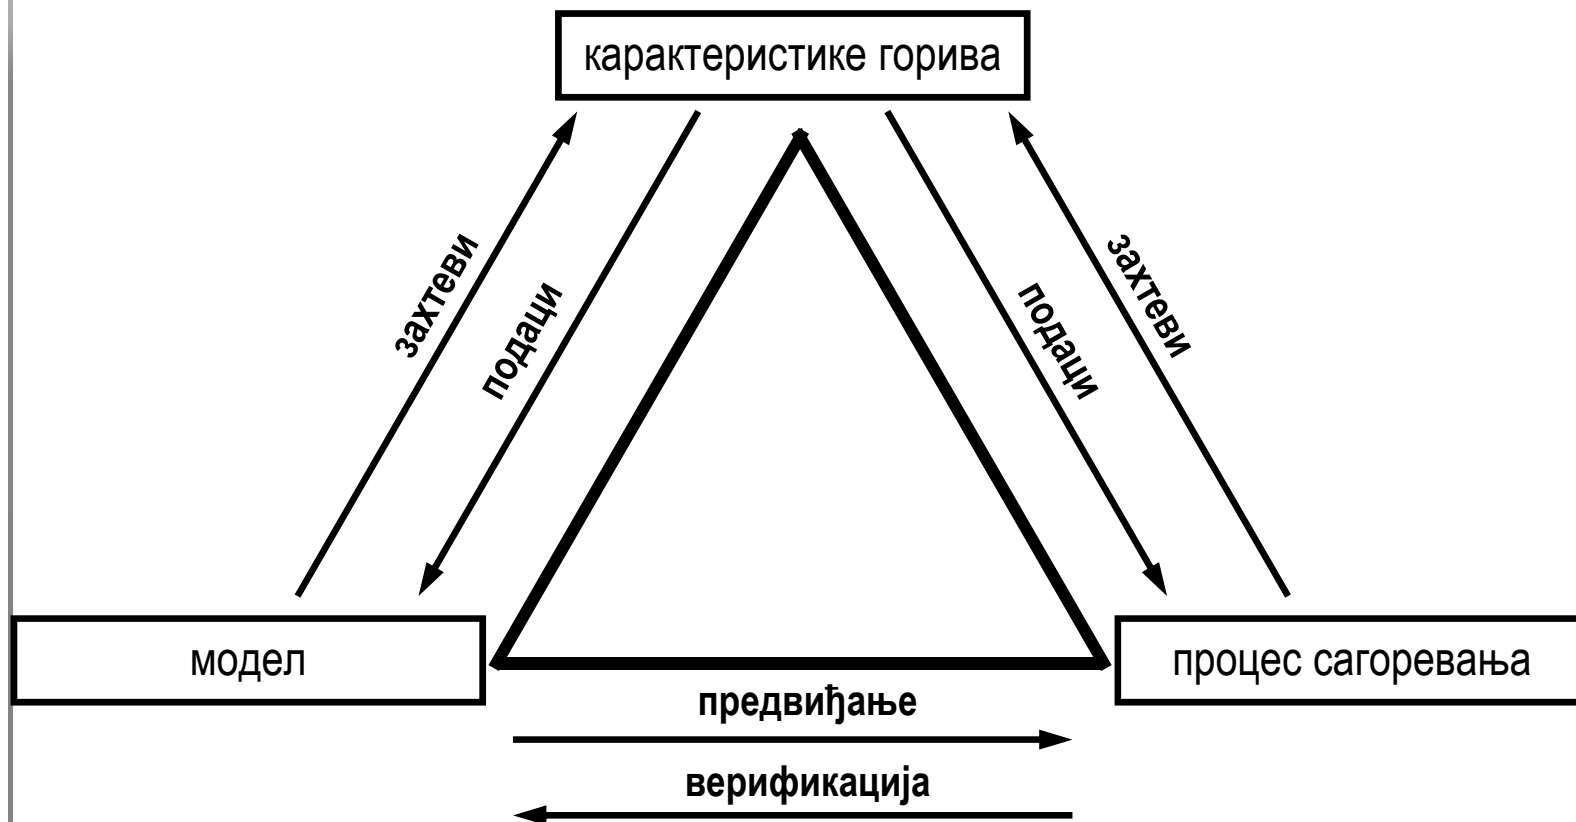 карактеристике горива
захтеви
подаци
подаци
захтеви
модел
процес сагоревања
предвиђање
верификација